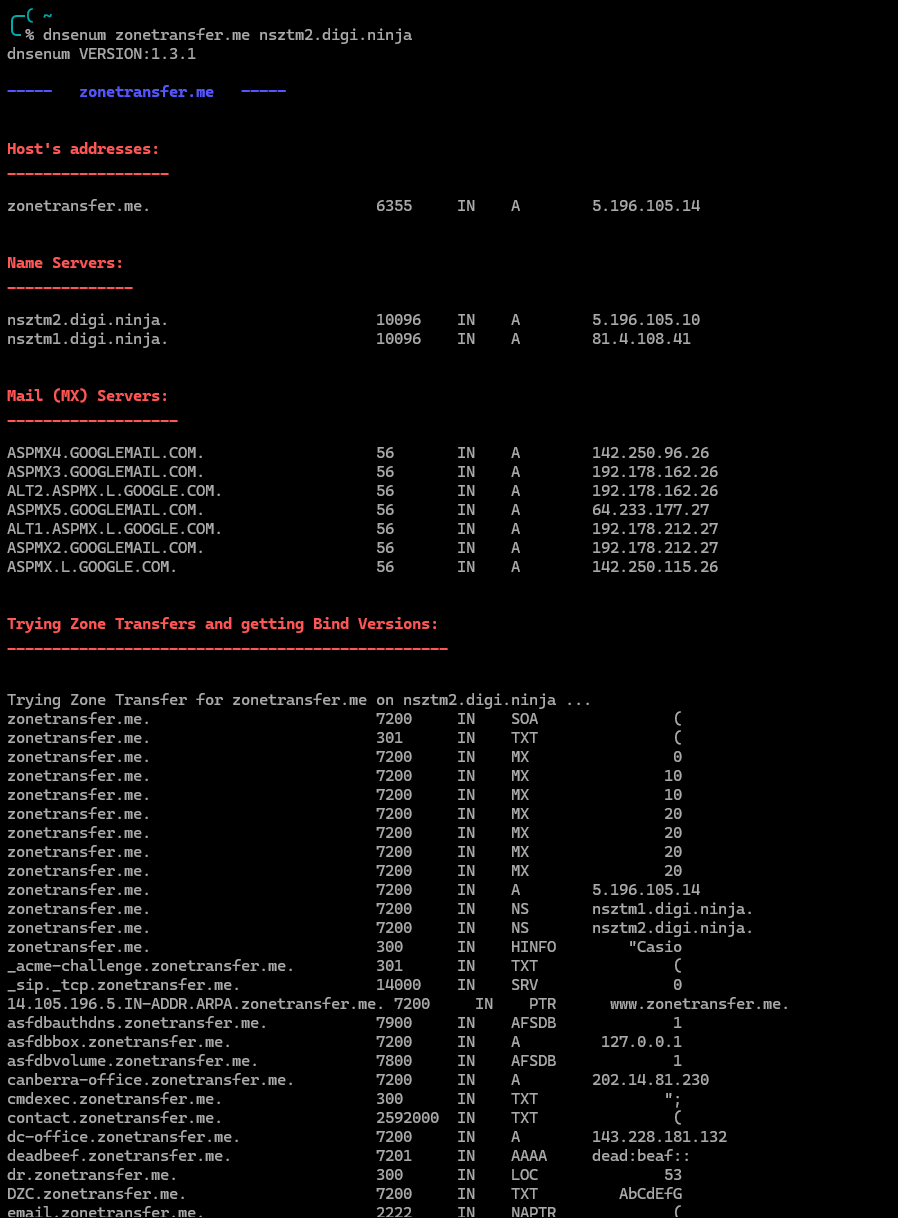 ~
% dnsenum zonetransfer.me nsztm2.digi.ninja
dnsenum VERSION:1.3.1
-----   zonetransfer.me   -----
Host's addresses:
------------------
zonetransfer.me.                         6355     IN    A        5.196.105.14
Name Servers:
--------------
nsztm2.digi.ninja.                       10096    IN    A        5.196.105.10
nsztm1.digi.ninja.                       10096    IN    A        81.4.108.41
Mail (MX) Servers:
-------------------
ASPMX4.GOOGLEMAIL.COM.                   56       IN    A        142.250.96.26
ASPMX3.GOOGLEMAIL.COM.                   56       IN    A        192.178.162.26
ALT2.ASPMX.L.GOOGLE.COM.                 56       IN    A        192.178.162.26
ASPMX5.GOOGLEMAIL.COM.                   56       IN    A        64.233.177.27
ALT1.ASPMX.L.GOOGLE.COM.                 56       IN    A        192.178.212.27
ASPMX2.GOOGLEMAIL.COM.                   56       IN    A        192.178.212.27
ASPMX.L.GOOGLE.COM.                      56       IN    A        142.250.115.26
Trying Zone Transfers and getting Bind Versions:
-------------------------------------------------
Trying Zone Transfer for zonetransfer.me on nsztm2.digi.ninja ...
zonetransfer.me.                         7200     IN    SOA               (
zonetransfer.me.                         301      IN    TXT               (
zonetransfer.me.                         7200     IN    MX                0
zonetransfer.me.                         7200     IN    MX               10
zonetransfer.me.                         7200     IN    MX               10
zonetransfer.me.                         7200     IN    MX               20
zonetransfer.me.                         7200     IN    MX               20
zonetransfer.me.                         7200     IN    MX               20
zonetransfer.me.                         7200     IN    MX               20
zonetransfer.me.                         7200     IN    A        5.196.105.14
zonetransfer.me.                         7200     IN    NS       nsztm1.digi.ninja.
zonetransfer.me.                         7200     IN    NS       nsztm2.digi.ninja.
zonetransfer.me.                         300      IN    HINFO        "Casio
_acme-challenge.zonetransfer.me.         301      IN    TXT               (
_sip._tcp.zonetransfer.me.               14000    IN    SRV               0
14.105.196.5.IN-ADDR.ARPA.zonetransfer.me. 7200     IN    PTR      www.zonetransfer.me.
asfdbauthdns.zonetransfer.me.            7900     IN    AFSDB             1
asfdbbox.zonetransfer.me.                7200     IN    A         127.0.0.1
asfdbvolume.zonetransfer.me.             7800     IN    AFSDB             1
canberra-office.zonetransfer.me.         7200     IN    A        202.14.81.230
cmdexec.zonetransfer.me.                 300      IN    TXT              ";
contact.zonetransfer.me.                 2592000  IN    TXT               (
dc-office.zonetransfer.me.               7200     IN    A        143.228.181.132
deadbeef.zonetransfer.me.                7201     IN    AAAA     dead:beaf::
dr.zonetransfer.me.                      300      IN    LOC              53
DZC.zonetransfer.me.                     7200     IN    TXT         AbCdEfG
email.zonetransfer.me.                   2222     IN    NAPTR             (